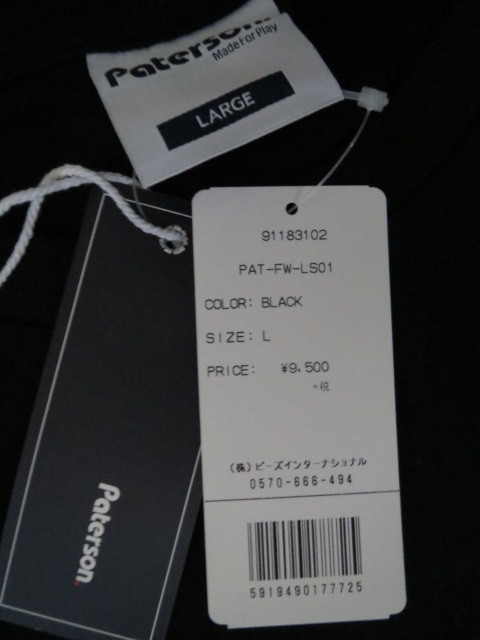 Paterson.
Made For Play
LARGE
91183102
PAT-FW-LS01
COLOR: BLACK
SIZE: L
PRICE: ¥9,500
+税
(株)ビーズインターナショナル
0570-666-494
5919490177725
Paterson.